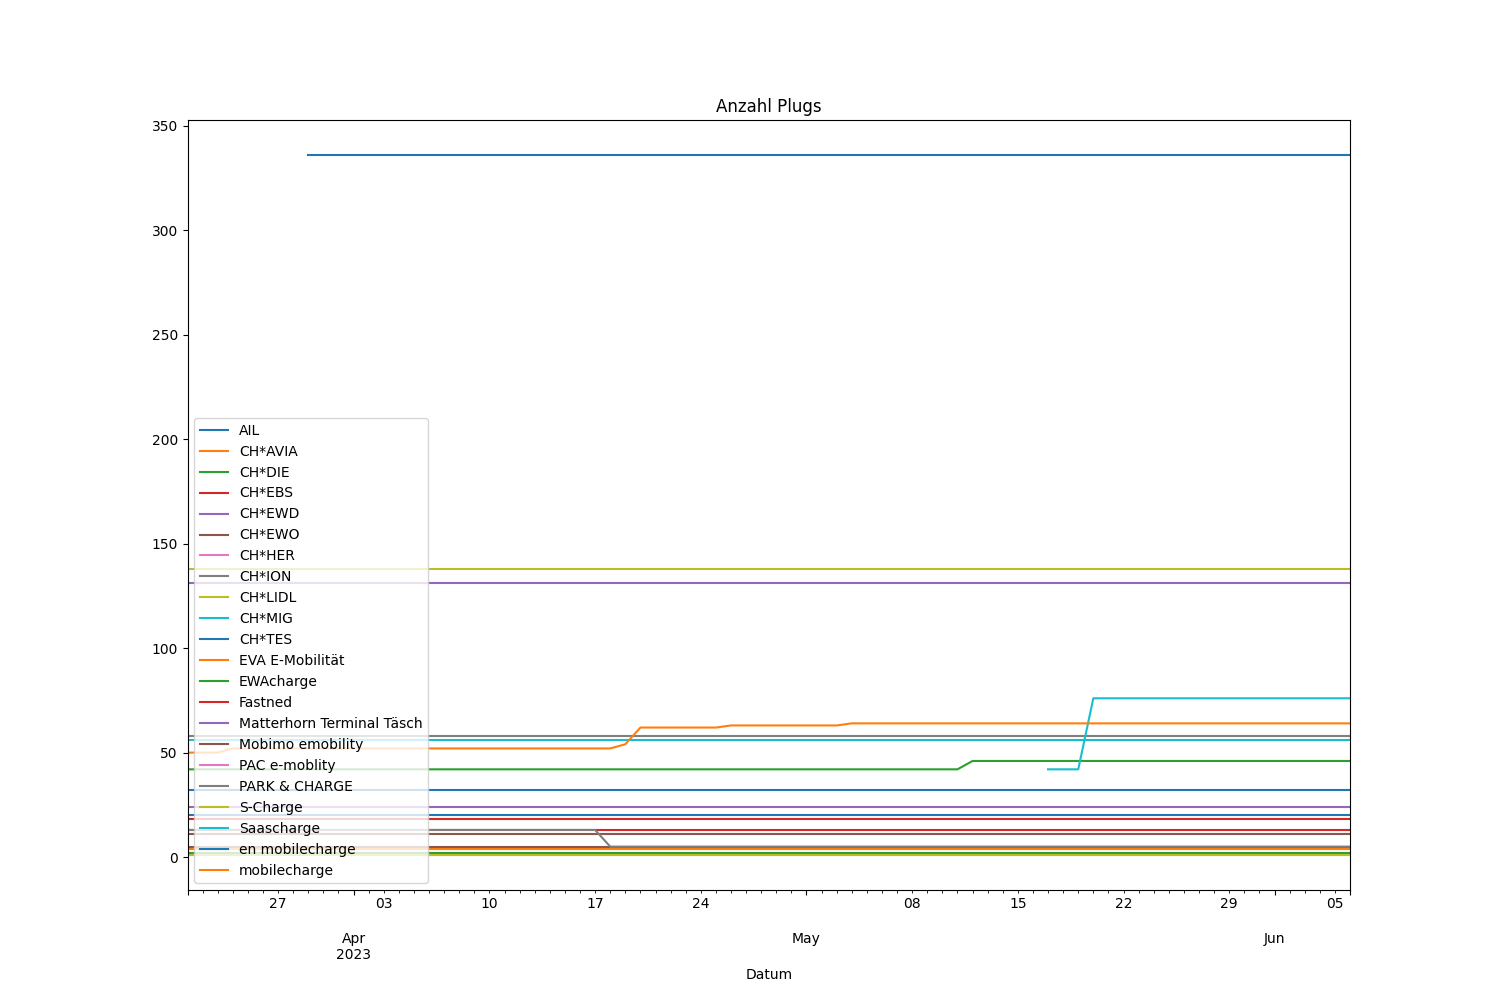 Anzahl Plugs
350
300
250
200
150
100
50
0
AIL
CH*AVIA
CH*DIE
CH*EBS
CH*EWD
CH*EWO
CH*HER
CH*ION
CH*LIDL
CH*MIG
CH*TES
EVA E-Mobilität
EWAcharge
Fastned
Matterhorn Terminal Täsch
Mobimo emobility
PAC e-moblity
PARK & CHARGE
S-Charge
Saascharge
en mobilecharge
mobilecharge
27 03 10 17 24 08 15 22 29 05
Apr May Jun
2023
Datum